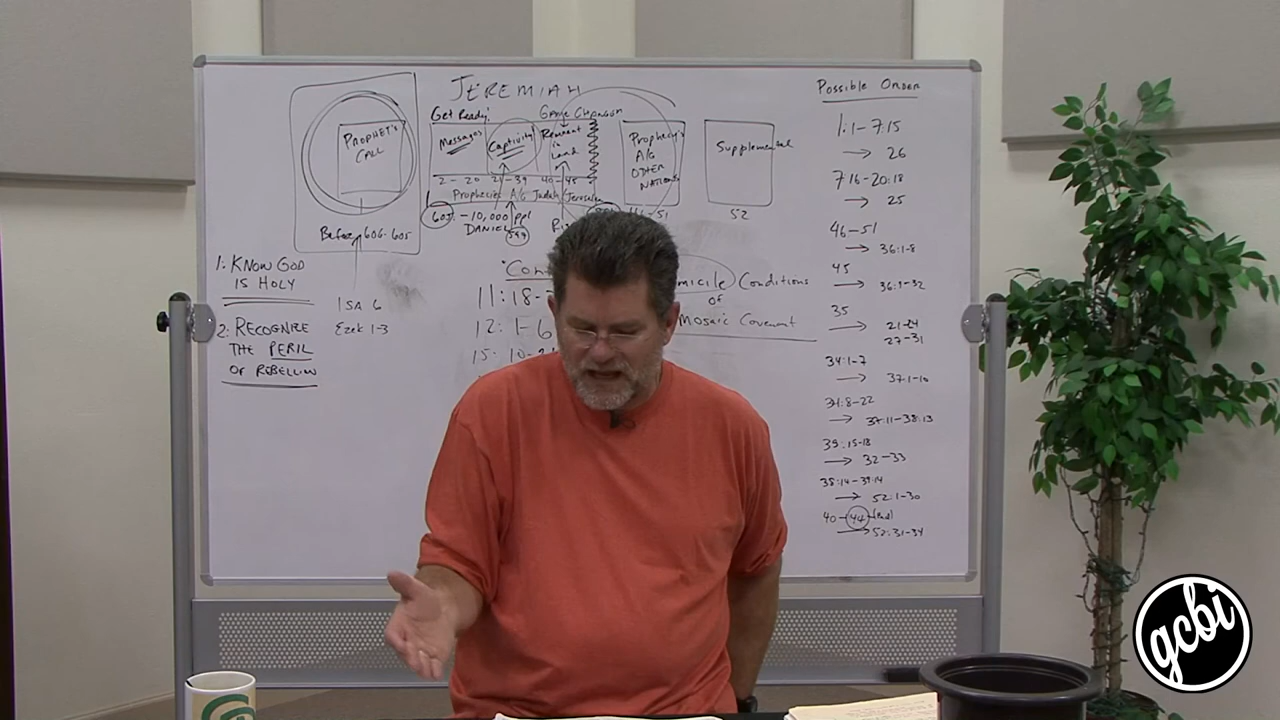 JEREMIAH
Get Ready!
GAME CHANGER
PROPHET'S
CALL
Before 606-605
Messages
Captivity
Remnant
in
Land
2-20
21-39
40-45
Prophecies A/G Judah/Jerusalem
605 -10,000 ppl
DANIEL
597
PROPHECY'S
A/G
OTHER
NATIONS
-51
Supplemental
52
1. KNOW GOD
IS HOLY
2. RECOGNIZE
THE PERIL
OF REBELLION
ISA 6
Ezek 1-3
Conditions
of
Mosaic Covenant
11:18-
12:1-6
15:10-21
Possible Order
1:1-7:15
→ 26
7:16-20:18
→ 25
46-51
→ 36:1-8
45
→ 36:9-32
35
→ 21-24
27-31
34:1-7
→ 37:1-10
34:8-22
→ 37:11-38:13
39:15-18
→ 32-33
38:14-39:14
→ 52:1-30
40-44
→ 52:31-34
gcbi